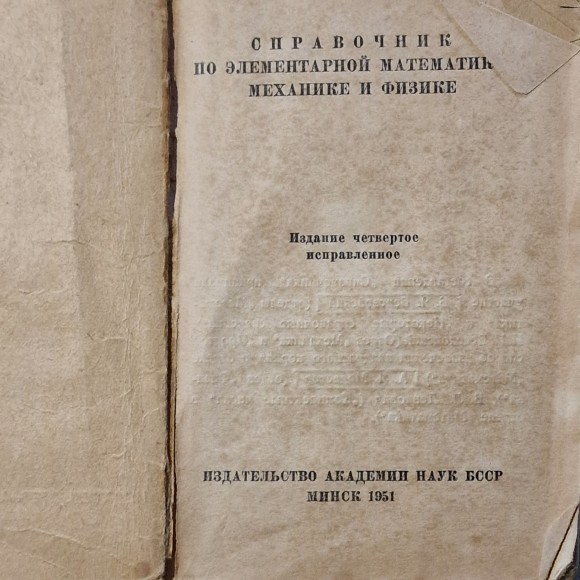 СПРАВОЧНИК
ПО ЭЛЕМЕНТАРНОЙ МАТЕМАТИК
МЕХАНИКЕ И ФИЗИКЕ
Издание четвертое
исправленное
ИЗДАТЕЛЬСТВО АКАДЕМИИ НАУК БССР
МИНСК 1951